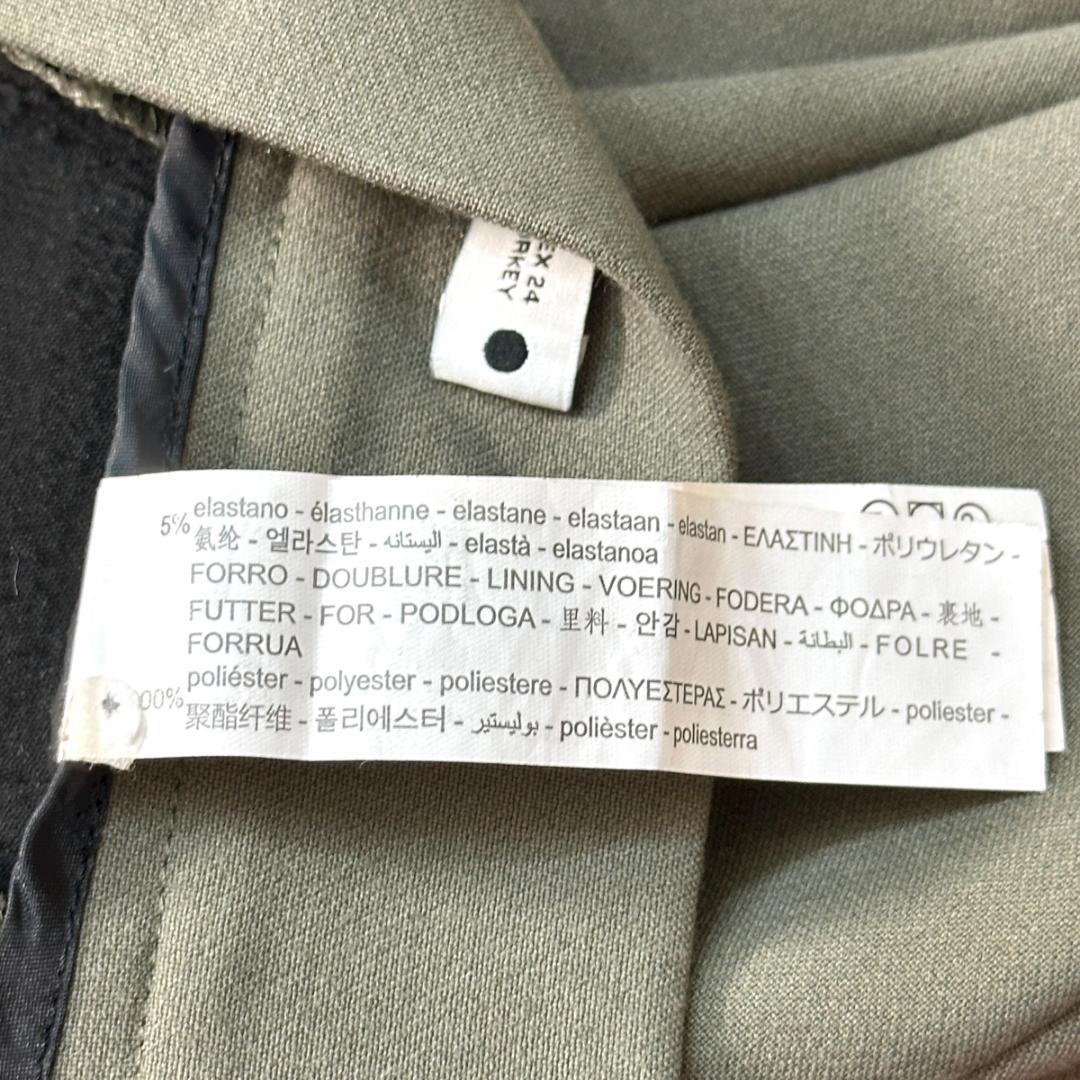 EX 24
RKEY
5% elastano - élasthanne - elastane - elastaan - elastan - ΕΛΑΣΤΙΝΗ - ポリウレタン -
氨纶 - 엘라스탄 - اليستانه - elastà - elastanoa
FORRO - DOUBLURE - LINING - VOERING - FODERA - ΦΟΔΡΑ - 裏地 -
FUTTER - FOR - PODLOGA - 里料 - 안감 - LAPISAN - البطانة - FOLRE -
FORRUA
00% poliéster - polyester - poliestere - ΠΟΛΥΕΣΤΕΡΑΣ - ポリエステル - poliester -
聚酯纤维 - 폴리에스터 - بوليستير - polièster - poliesterra